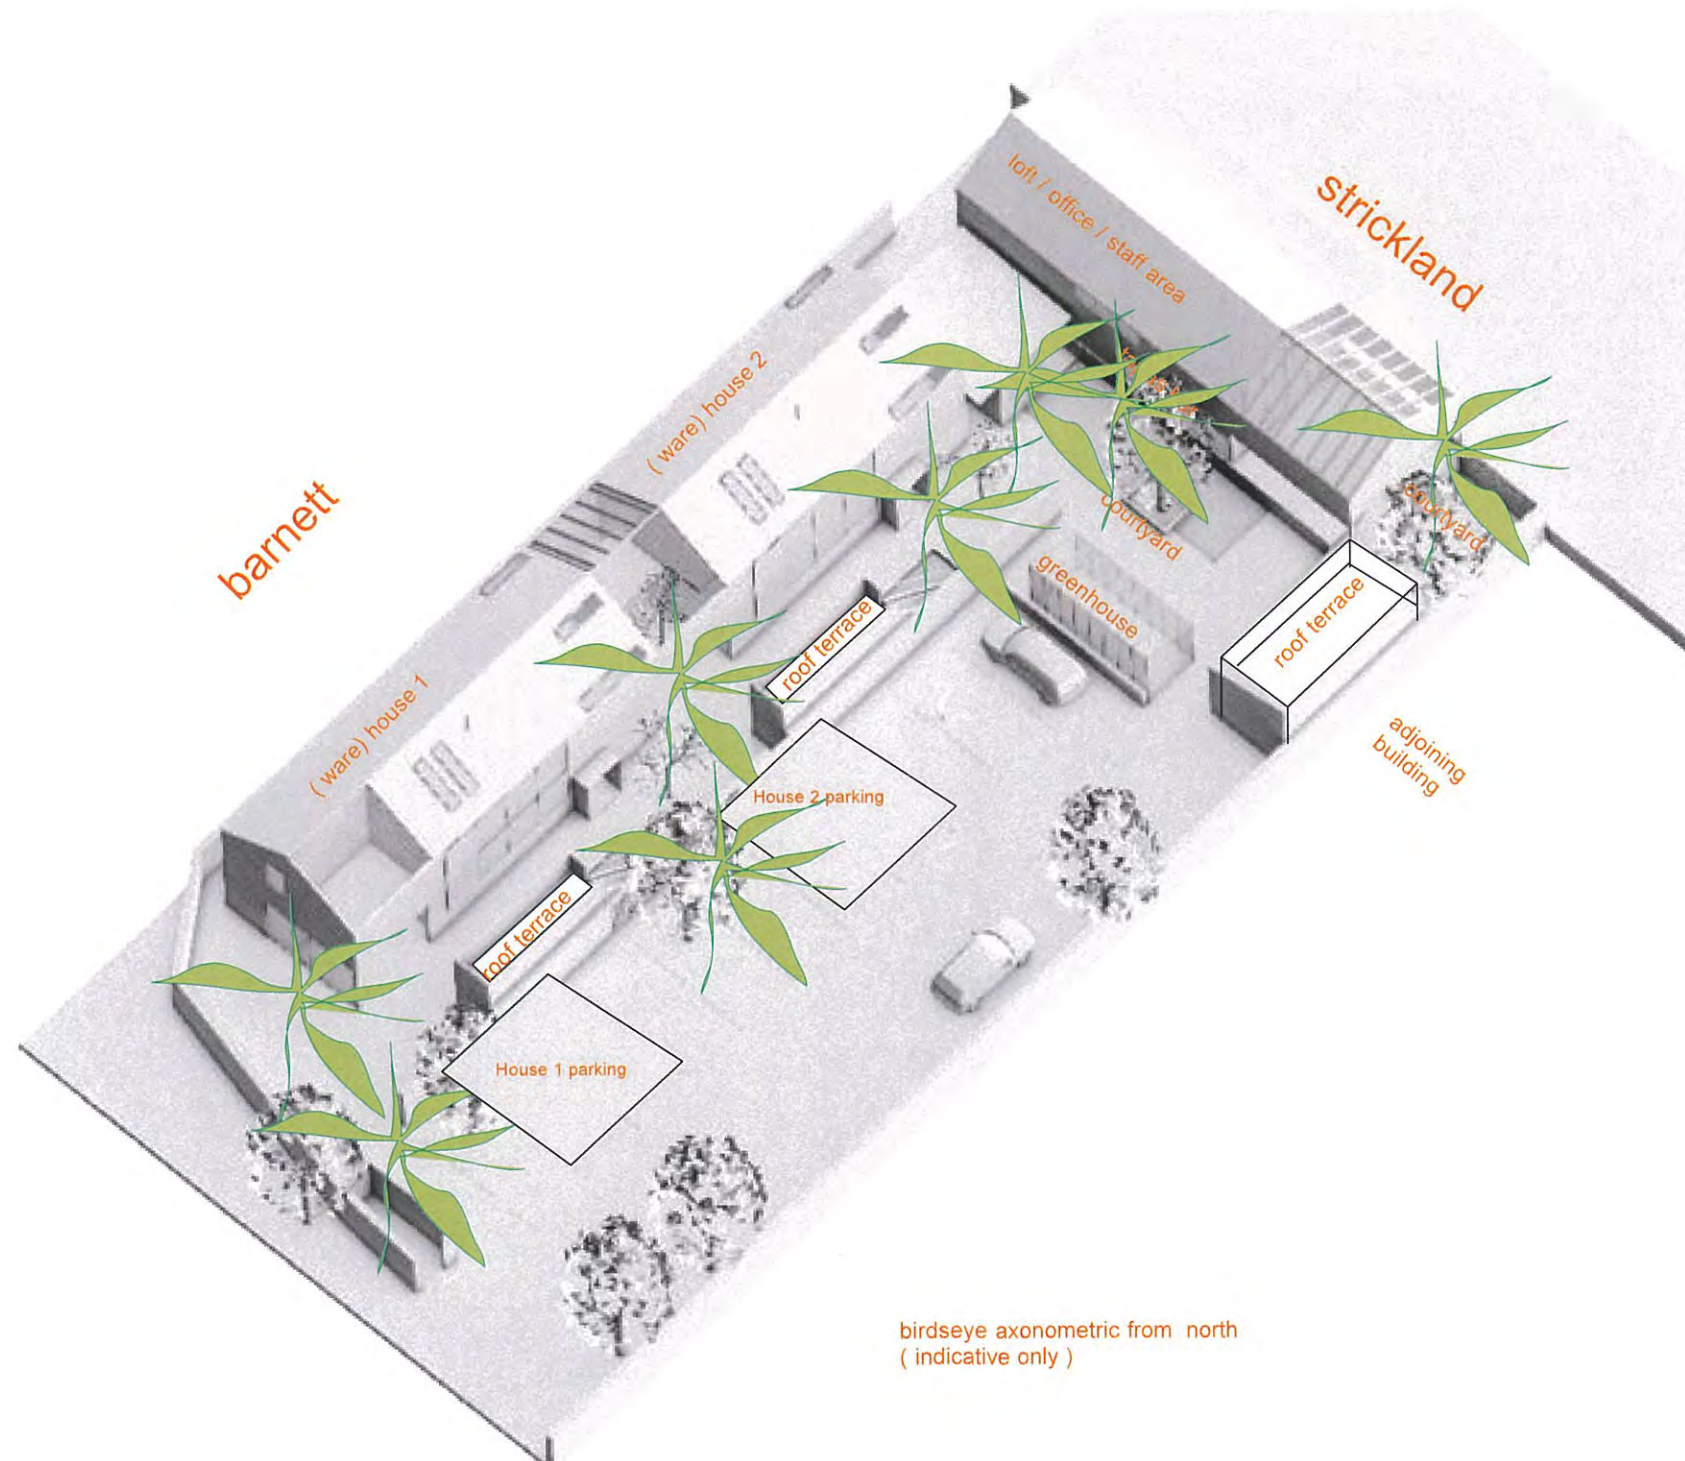 strickland
loft / office / staff area
( ware) house 2
barnett
courtyard
courtyard
greenhouse
roof terrace
roof terrace
( ware) house 1
adjoining
building
House 2 parking
roof terrace
House 1 parking
birdseye axonometric from north
( indicative only )